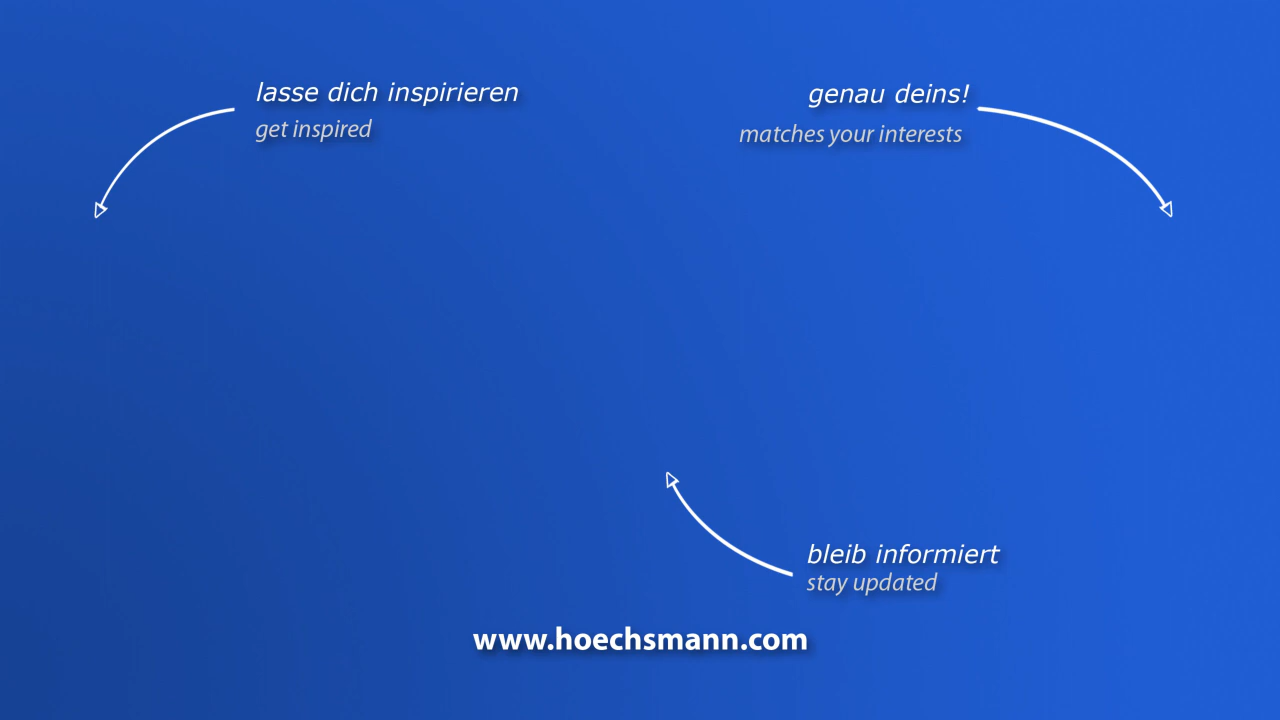 lasse dich inspirieren
get inspired
genau deins!
matches your interests
bleib informiert
stay updated
www.hoechsmann.com